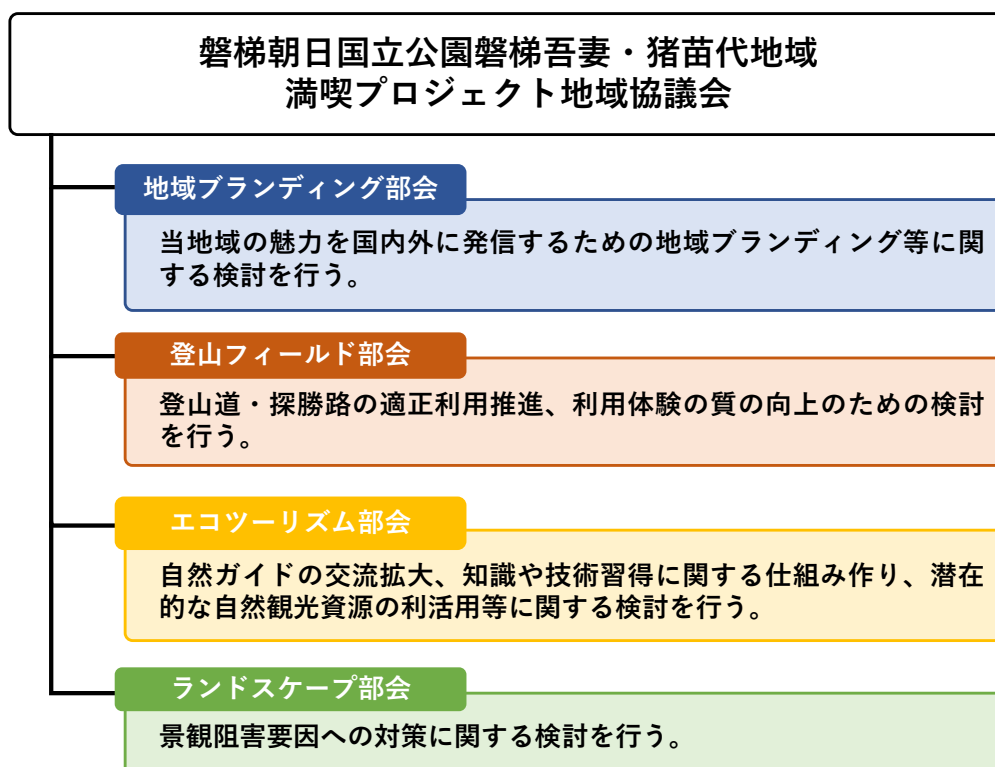 磐梯朝日国立公園磐梯吾妻・猪苗代地域
満喫プロジェクト地域協議会
地域ブランディング部会
当地域の魅力を国内外に発信するための地域ブランディング等に関
する検討を行う。
登山フィールド部会
登山道・探勝路の適正利用推進、利用体験の質の向上のための検討
を行う。
エコツーリズム部会
自然ガイドの交流拡大、知識や技術習得に関する仕組み作り、潜在
的な自然観光資源の利活用等に関する検討を行う。
ランドスケープ部会
景観阻害要因への対策に関する検討を行う。